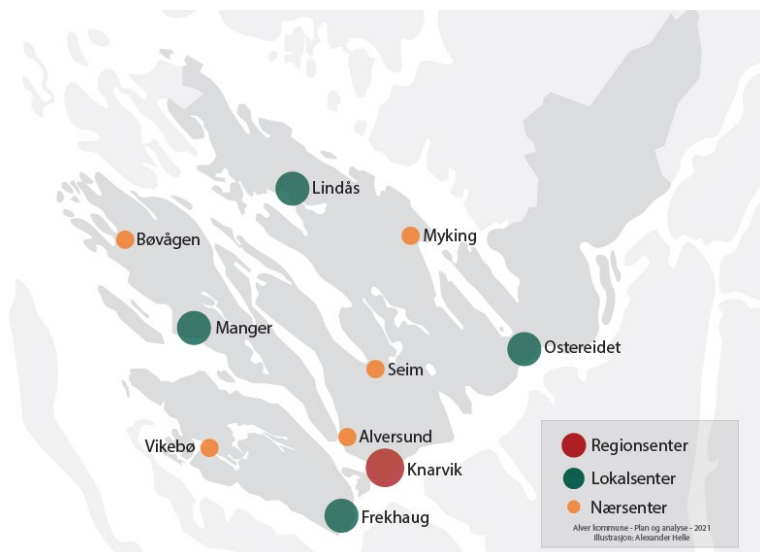 Lindås
Myking
Bøvågen
Manger
Ostereidet
Seim
Alversund
Vikebø
Knarvik
Frekhaug
Regionsenter
Lokalsenter
Nærsenter
Alver kommune - Plan og analyse - 2021
Illustrasjon: Alexander Helle